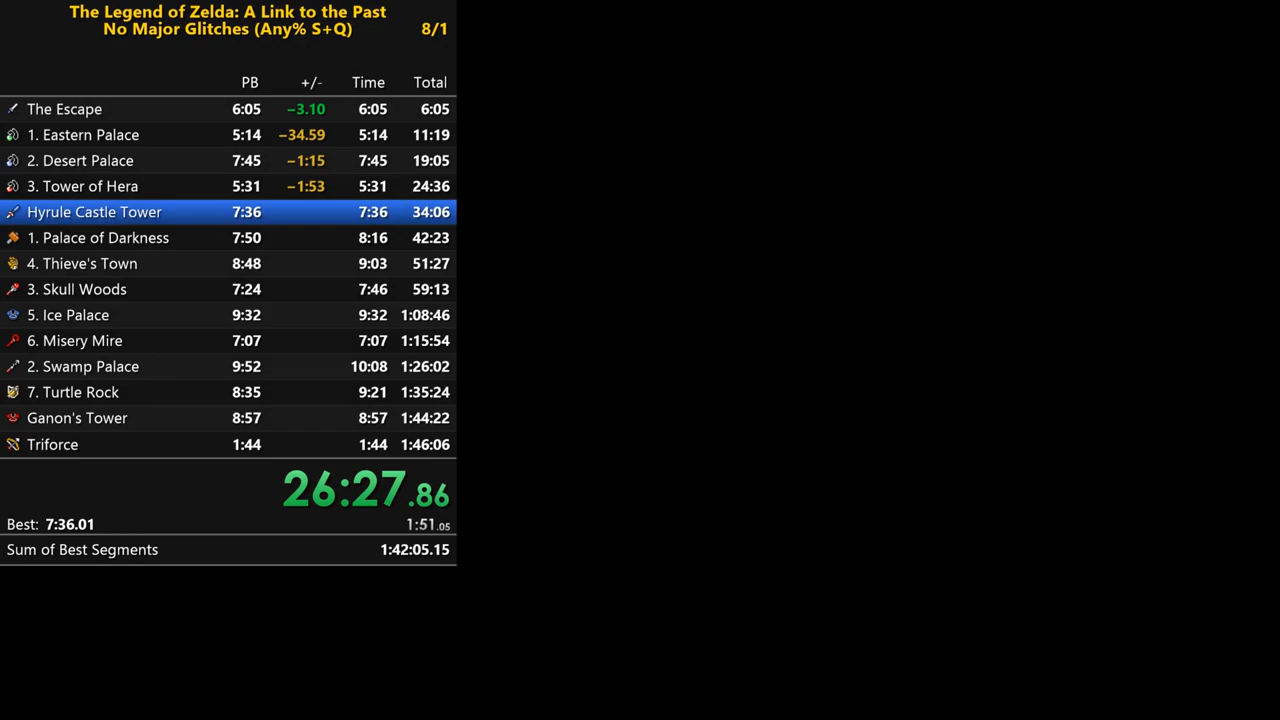 The Legend of Zelda: A Link to the Past
No Major Glitches (Any% S+Q) 8/1
PB +/- Time Total
The Escape 6:05 −3.10 6:05 6:05
1. Eastern Palace 5:14 −34.59 5:14 11:19
2. Desert Palace 7:45 −1:15 7:45 19:05
3. Tower of Hera 5:31 −1:53 5:31 24:36
Hyrule Castle Tower 7:36 7:36 34:06
1. Palace of Darkness 7:50 8:16 42:23
4. Thieve's Town 8:48 9:03 51:27
3. Skull Woods 7:24 7:46 59:13
5. Ice Palace 9:32 9:32 1:08:46
6. Misery Mire 7:07 7:07 1:15:54
2. Swamp Palace 9:52 10:08 1:26:02
7. Turtle Rock 8:35 9:21 1:35:24
Ganon's Tower 8:57 8:57 1:44:22
Triforce 1:44 1:44 1:46:06
26:27.86
Best: 7:36.01 1:51.05
Sum of Best Segments 1:42:05.15